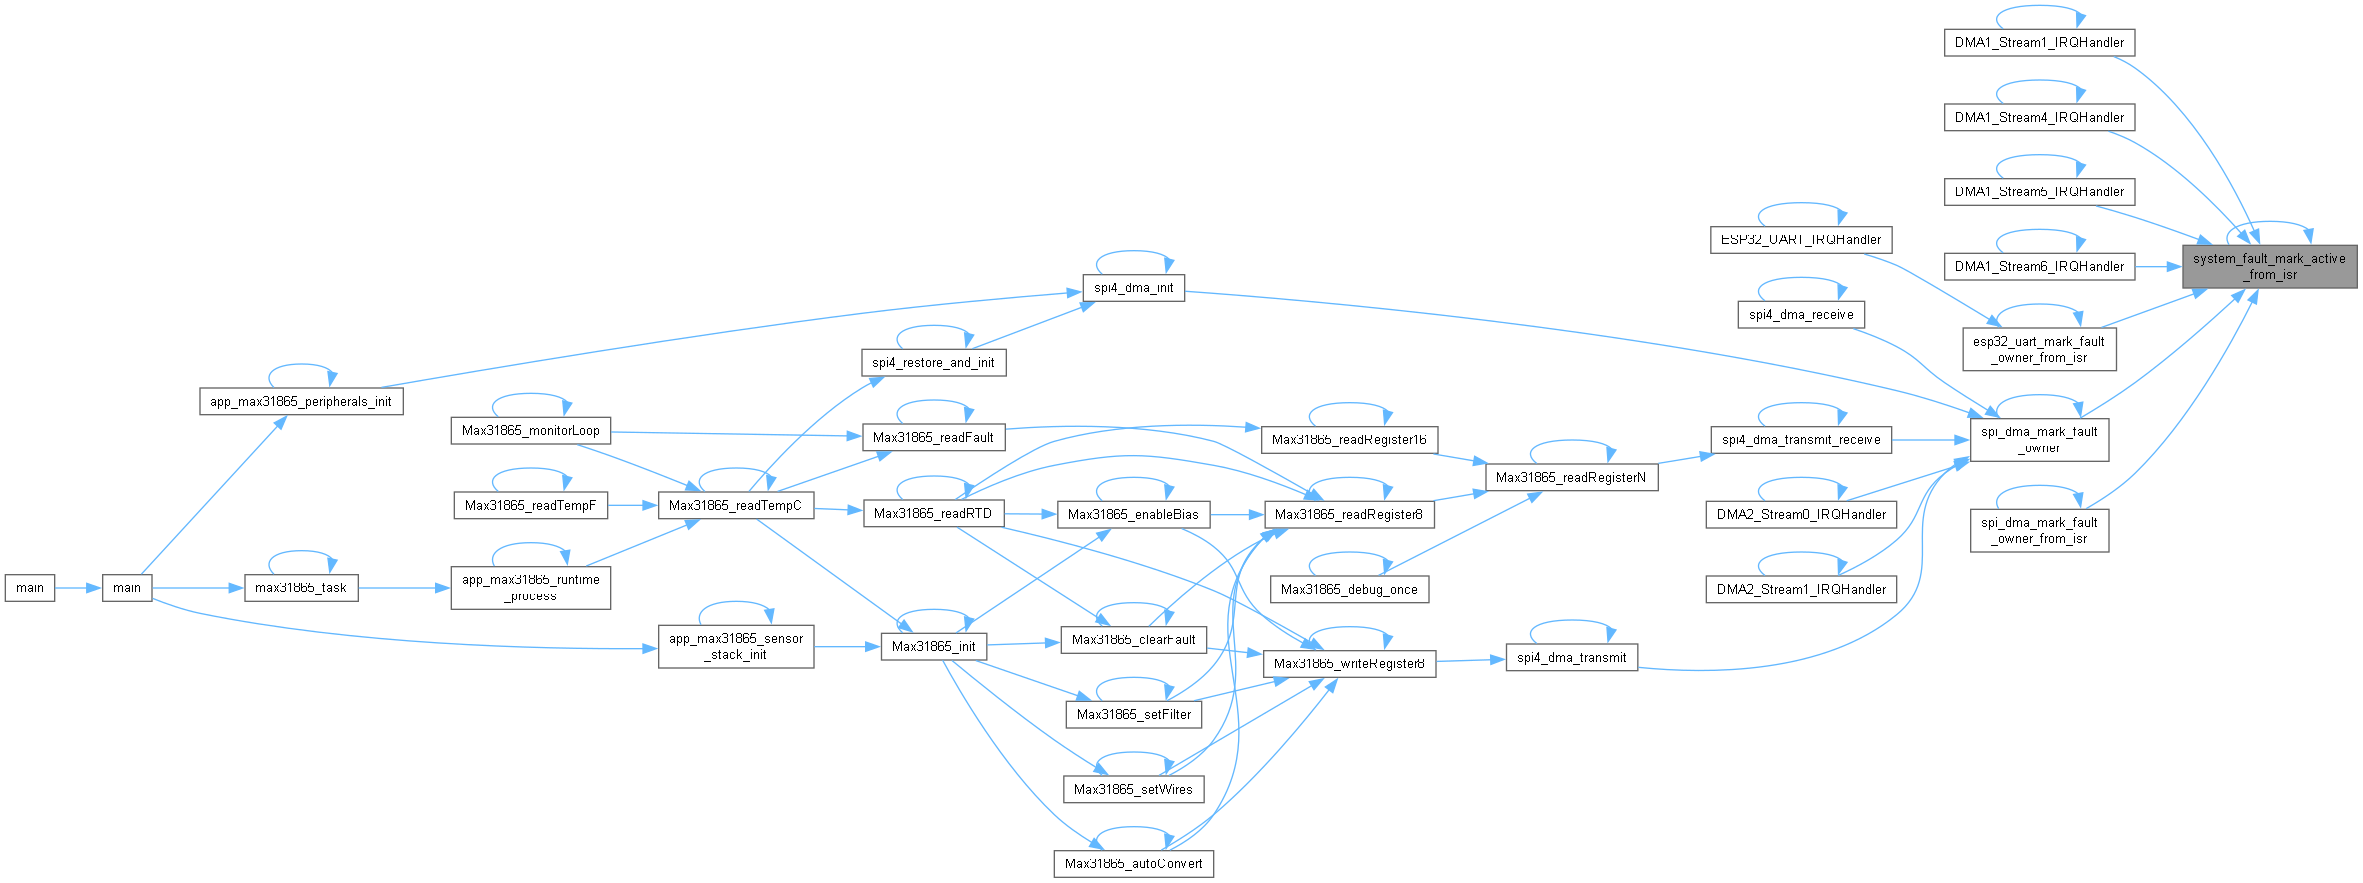 DMA1_Stream1_IRQHandler
DMA1_Stream4_IRQHandler
DMA1_Stream5_IRQHandler
ESP32_UART_IRQHandler
DMA1_Stream6_IRQHandler
system_fault_mark_active
_from_isr
spi4_dma_init
spi4_dma_receive
esp32_uart_mark_fault
_owner_from_isr
spi4_restore_and_init
app_max31865_peripherals_init
Max31865_monitorLoop
Max31865_readFault
Max31865_readRegister16
spi4_dma_transmit_receive
spi_dma_mark_fault
_owner
Max31865_readRegisterN
Max31865_readTempF
Max31865_readTempC
Max31865_readRTD
Max31865_enableBias
Max31865_readRegister8
DMA2_Stream0_IRQHandler
spi_dma_mark_fault
_owner_from_isr
main
main
max31865_task
app_max31865_runtime
_process
Max31865_debug_once
DMA2_Stream1_IRQHandler
app_max31865_sensor
_stack_init
Max31865_init
Max31865_clearFault
Max31865_writeRegister8
spi4_dma_transmit
Max31865_setFilter
Max31865_setWires
Max31865_autoConvert